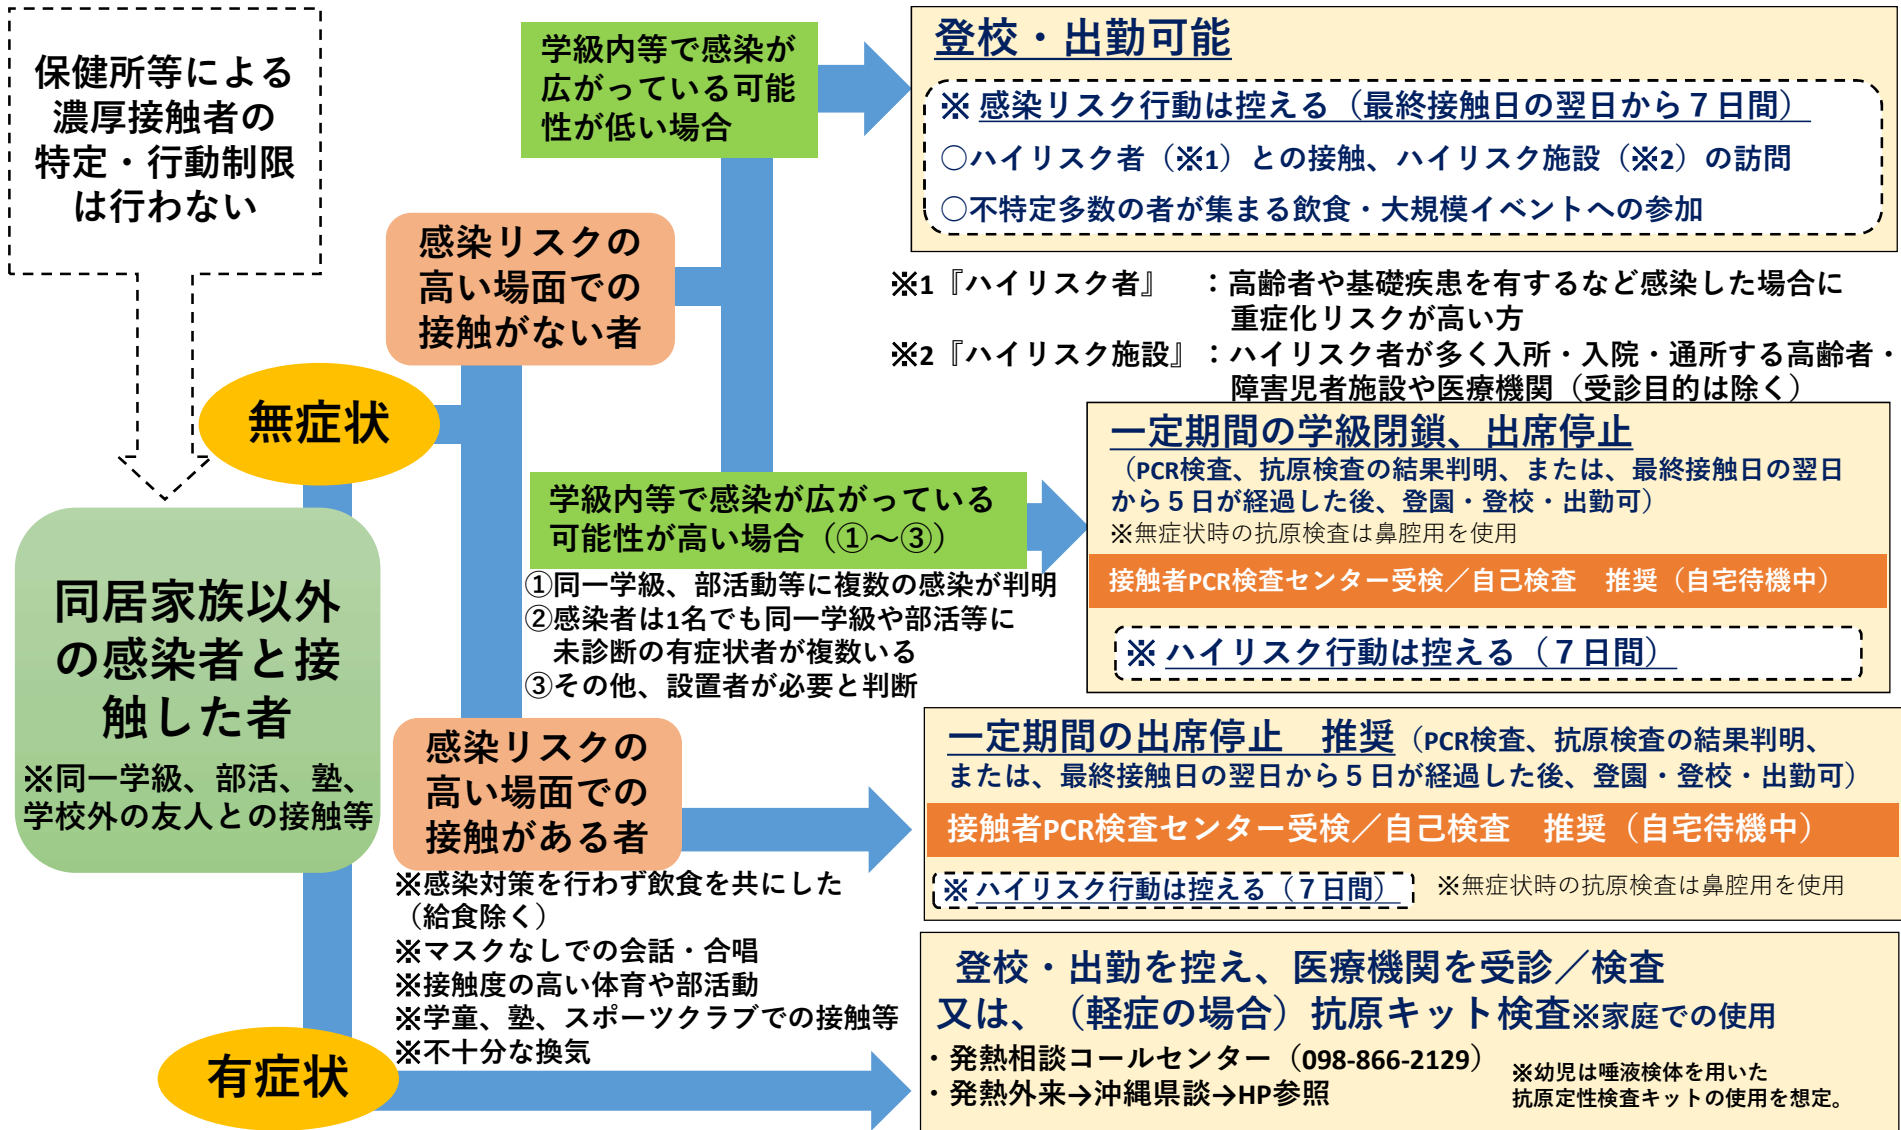 保健所等による
濃厚接触者の
特定・行動制限
は行わない
同居家族以外
の感染者と接
触した者
※同一学級、部活、塾、
学校外の友人との接触等
無症状
有症状
感染リスクの
高い場面での
接触がない者
学級内等で感染が
広がっている可能
性が低い場合
登校・出勤可能
※ 感染リスク行動は控える（最終接触日の翌日から７日間）
○ハイリスク者（※1）との接触、ハイリスク施設（※2）の訪問
○不特定多数の者が集まる飲食・大規模イベントへの参加
※1『ハイリスク者』　：高齢者や基礎疾患を有するなど感染した場合に
重症化リスクが高い方
※2『ハイリスク施設』：ハイリスク者が多く入所・入院・通所する高齢者・
障害児者施設や医療機関（受診目的は除く）
学級内等で感染が広がっている
可能性が高い場合（①～③）
①同一学級、部活動等に複数の感染が判明
②感染者は1名でも同一学級や部活等に
未診断の有症状者が複数いる
③その他、設置者が必要と判断
一定期間の学級閉鎖、出席停止
（PCR検査、抗原検査の結果判明、または、最終接触日の翌日
から５日が経過した後、登園・登校・出勤可）
※無症状時の抗原検査は鼻腔用を使用
接触者PCR検査センター受検／自己検査　推奨（自宅待機中）
※ ハイリスク行動は控える（７日間）
感染リスクの
高い場面での
接触がある者
※感染対策を行わず飲食を共にした
（給食除く）
※マスクなしでの会話・合唱
※接触度の高い体育や部活動
※学童、塾、スポーツクラブでの接触等
※不十分な換気
一定期間の出席停止　推奨（PCR検査、抗原検査の結果判明、
または、最終接触日の翌日から５日が経過した後、登園・登校・出勤可）
接触者PCR検査センター受検／自己検査　推奨（自宅待機中）
※ ハイリスク行動は控える（７日間）　※無症状時の抗原検査は鼻腔用を使用
登校・出勤を控え、医療機関を受診／検査
又は、（軽症の場合）抗原キット検査※家庭での使用
・発熱相談コールセンター（098-866-2129）
・発熱外来→沖縄県談→HP参照
※幼児は唾液検体を用いた
抗原定性検査キットの使用を想定。